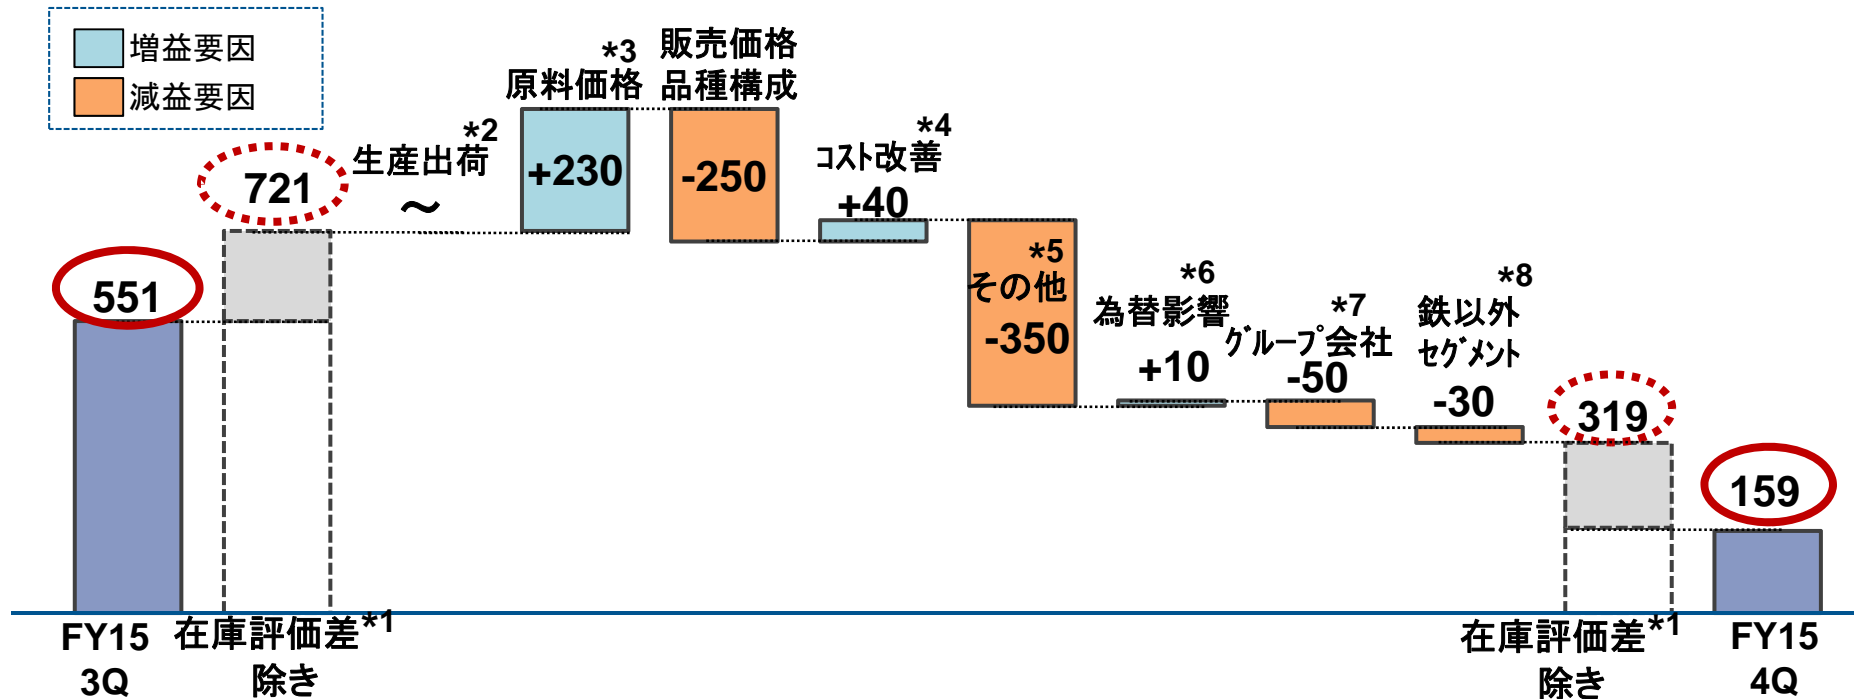 増益要因
減益要因
551
721
生産出荷*2
～
原料価格*3
+230
販売価格
品種構成
-250
コスト改善*4
+40
*5
その他
-350
*6
為替影響
+10
*7
グループ会社
-50
*8
鉄以外
セグメント
-30
319
159
FY15
3Q
在庫評価差*1
除き
在庫評価差*1
除き
FY15
4Q